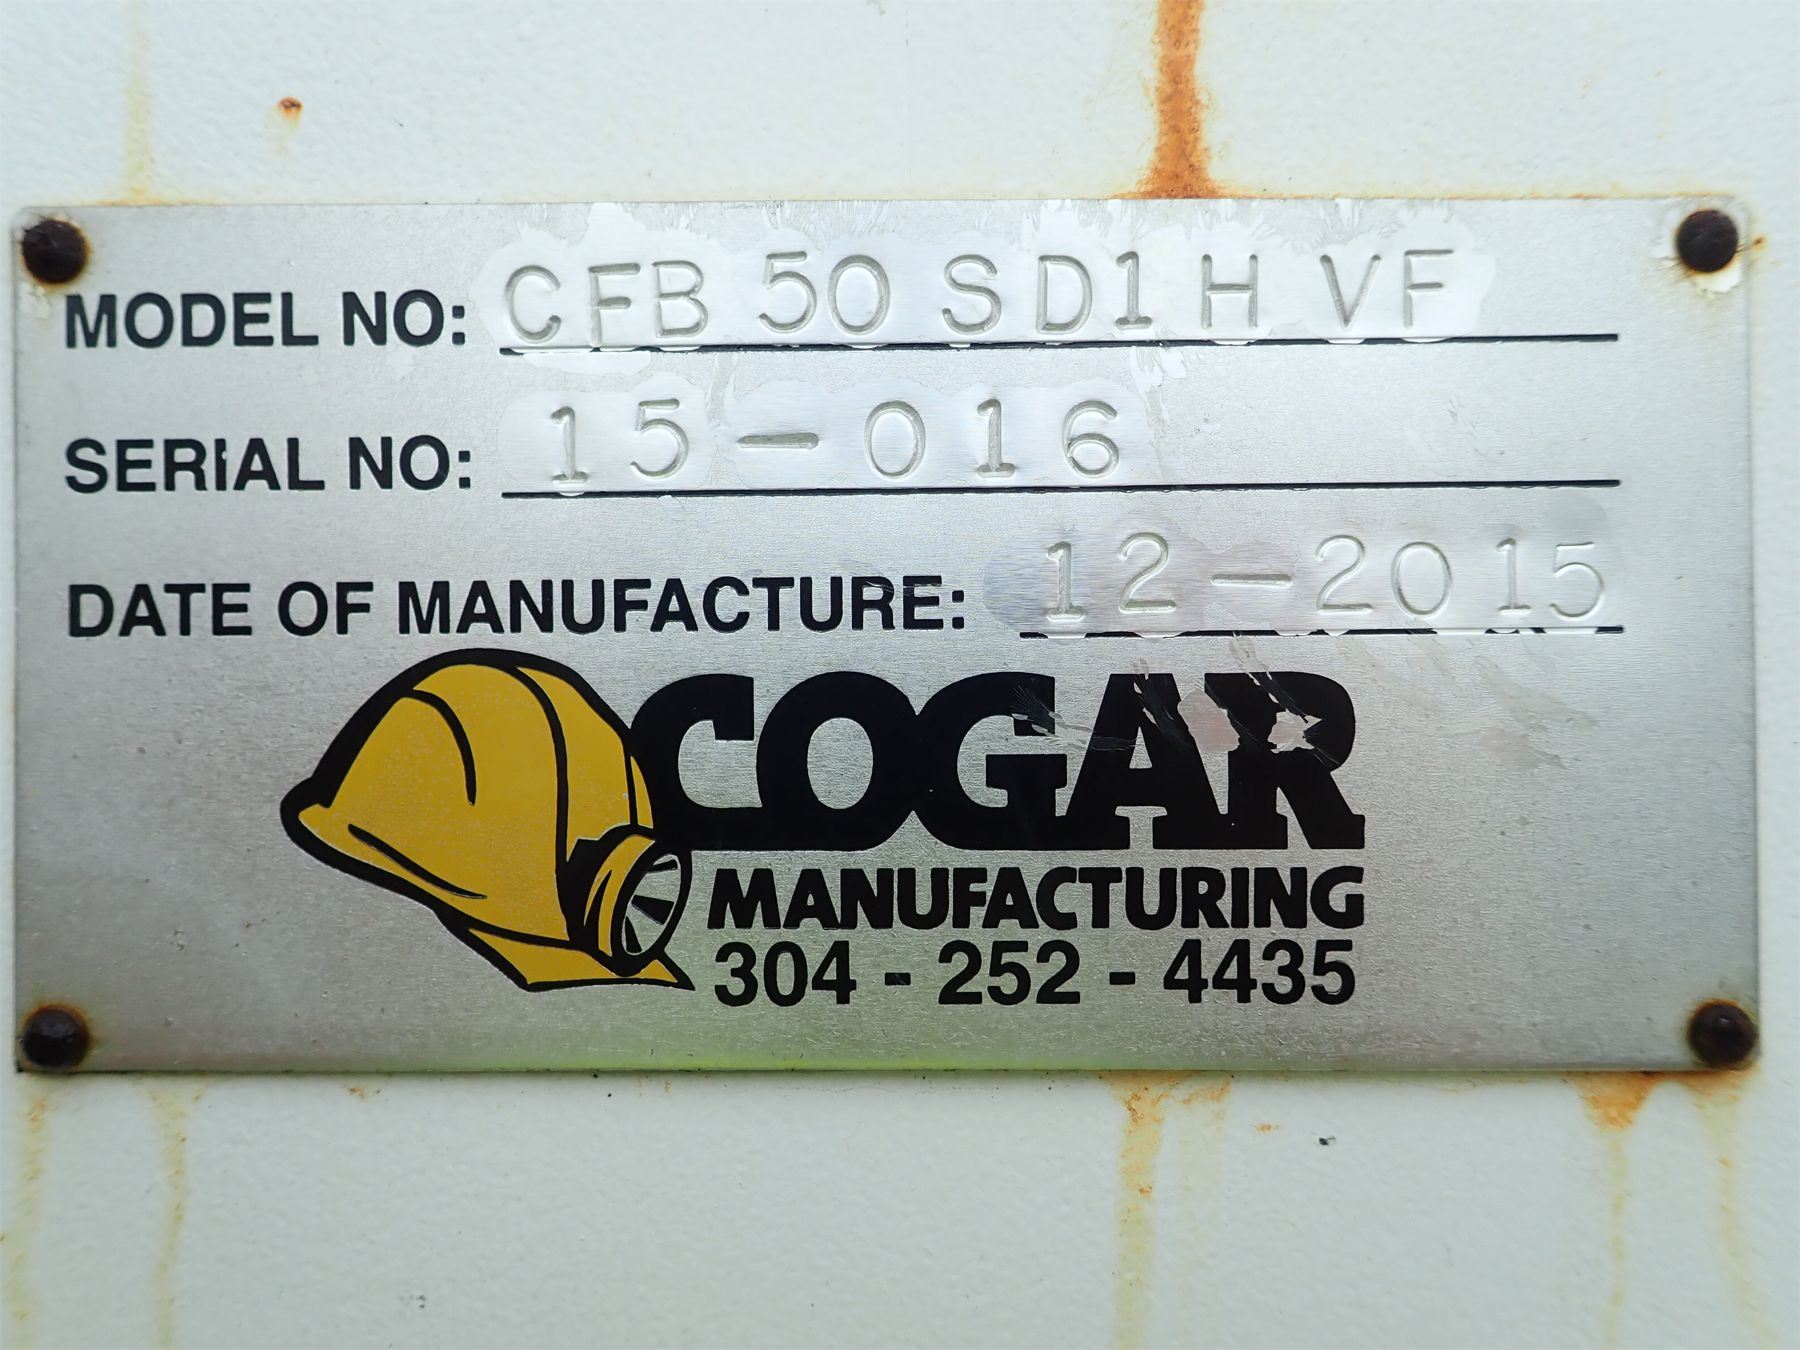 MODEL NO: CFB 50 SD1H VF
SERIAL NO: 15-016
DATE OF MANUFACTURE: 12-2015
COGAR
MANUFACTURING
304 - 252 - 4435